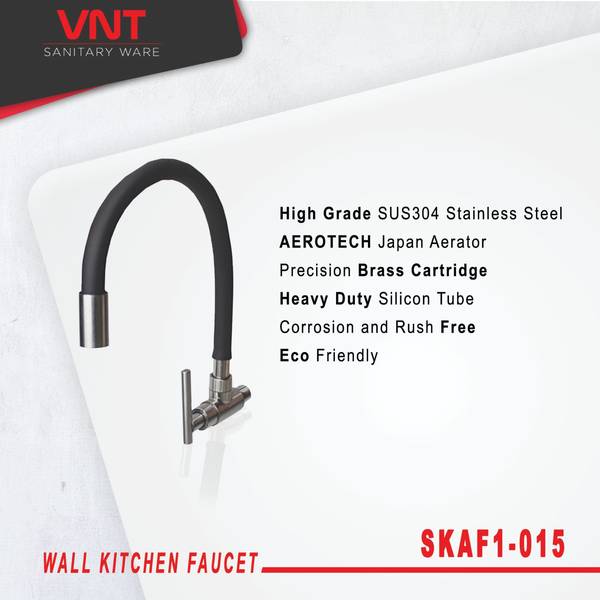 VNT
SANITARY WARE
High Grade SUS304 Stainless Steel
AEROTECH Japan Aerator
Precision Brass Cartridge
Heavy Duty Silicon Tube
Corrosion and Rush Free
Eco Friendly
WALL KITCHEN FAUCET
SKAF1-015